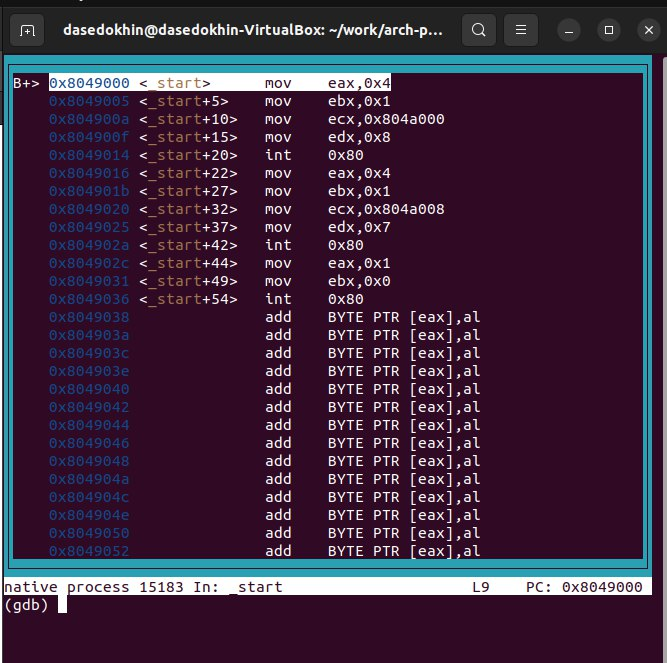 dasedokhin@dasedokhin-VirtualBox: ~/work/arch-p...
B+> 0x8049000 <_start> mov eax,0x4
0x8049005 <_start+5> mov ebx,0x1
0x804900a <_start+10> mov ecx,0x804a000
0x804900f <_start+15> mov edx,0x8
0x8049014 <_start+20> int 0x80
0x8049016 <_start+22> mov eax,0x4
0x804901b <_start+27> mov ebx,0x1
0x8049020 <_start+32> mov ecx,0x804a008
0x8049025 <_start+37> mov edx,0x7
0x804902a <_start+42> int 0x80
0x804902c <_start+44> mov eax,0x1
0x8049031 <_start+49> mov ebx,0x0
0x8049036 <_start+54> int 0x80
0x8049038 add BYTE PTR [eax],al
0x804903a add BYTE PTR [eax],al
0x804903c add BYTE PTR [eax],al
0x804903e add BYTE PTR [eax],al
0x8049040 add BYTE PTR [eax],al
0x8049042 add BYTE PTR [eax],al
0x8049044 add BYTE PTR [eax],al
0x8049046 add BYTE PTR [eax],al
0x8049048 add BYTE PTR [eax],al
0x804904a add BYTE PTR [eax],al
0x804904c add BYTE PTR [eax],al
0x804904e add BYTE PTR [eax],al
0x8049050 add BYTE PTR [eax],al
0x8049052 add BYTE PTR [eax],al
native process 15183 In: _start L9 PC: 0x8049000
(gdb)